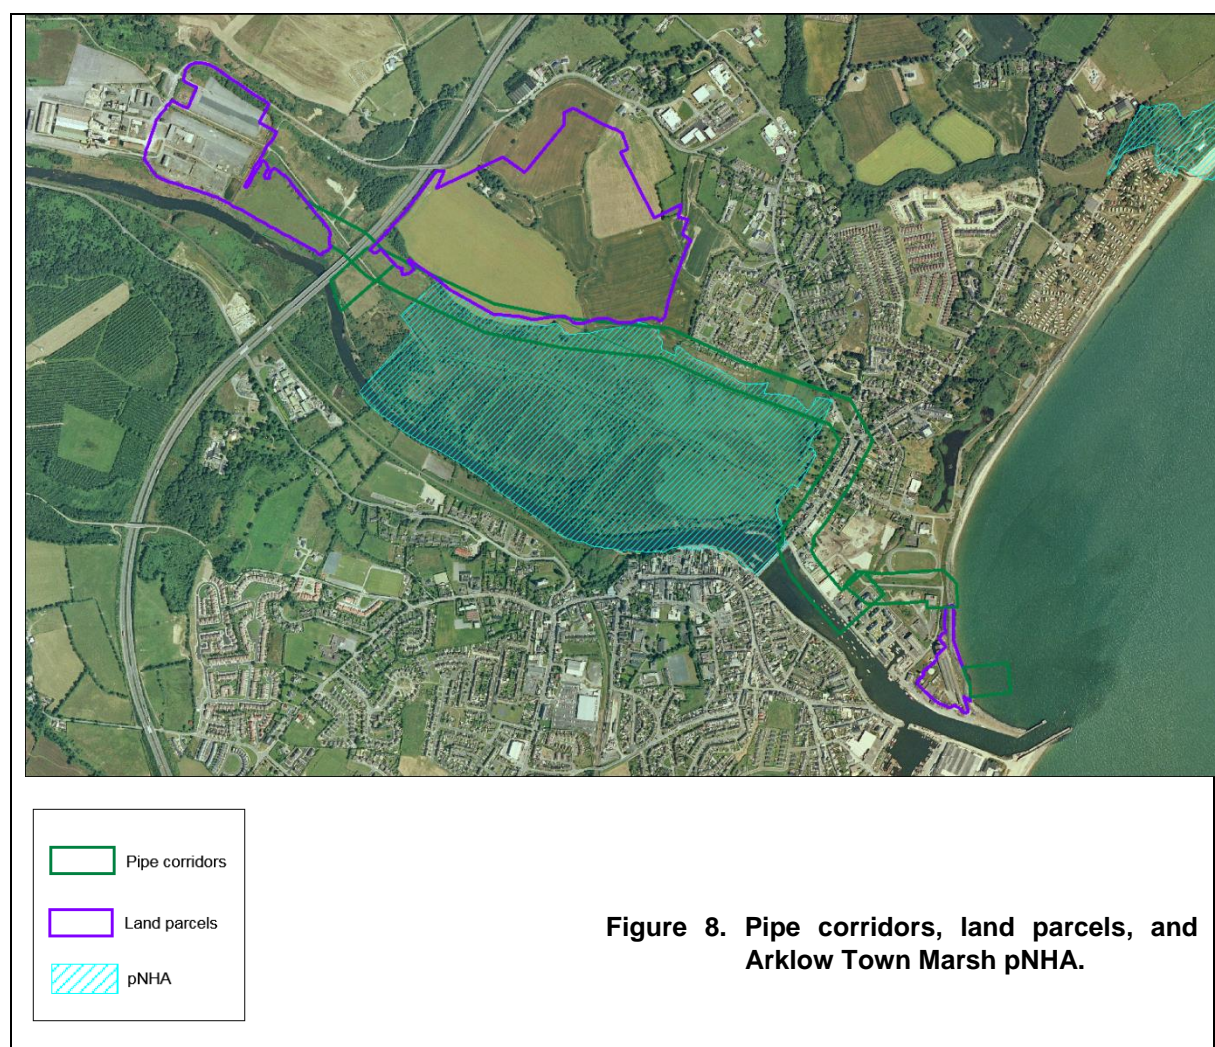 Pipe corridors
Land parcels
pNHA
Figure 8. Pipe corridors, land parcels, and
Arklow Town Marsh pNHA.